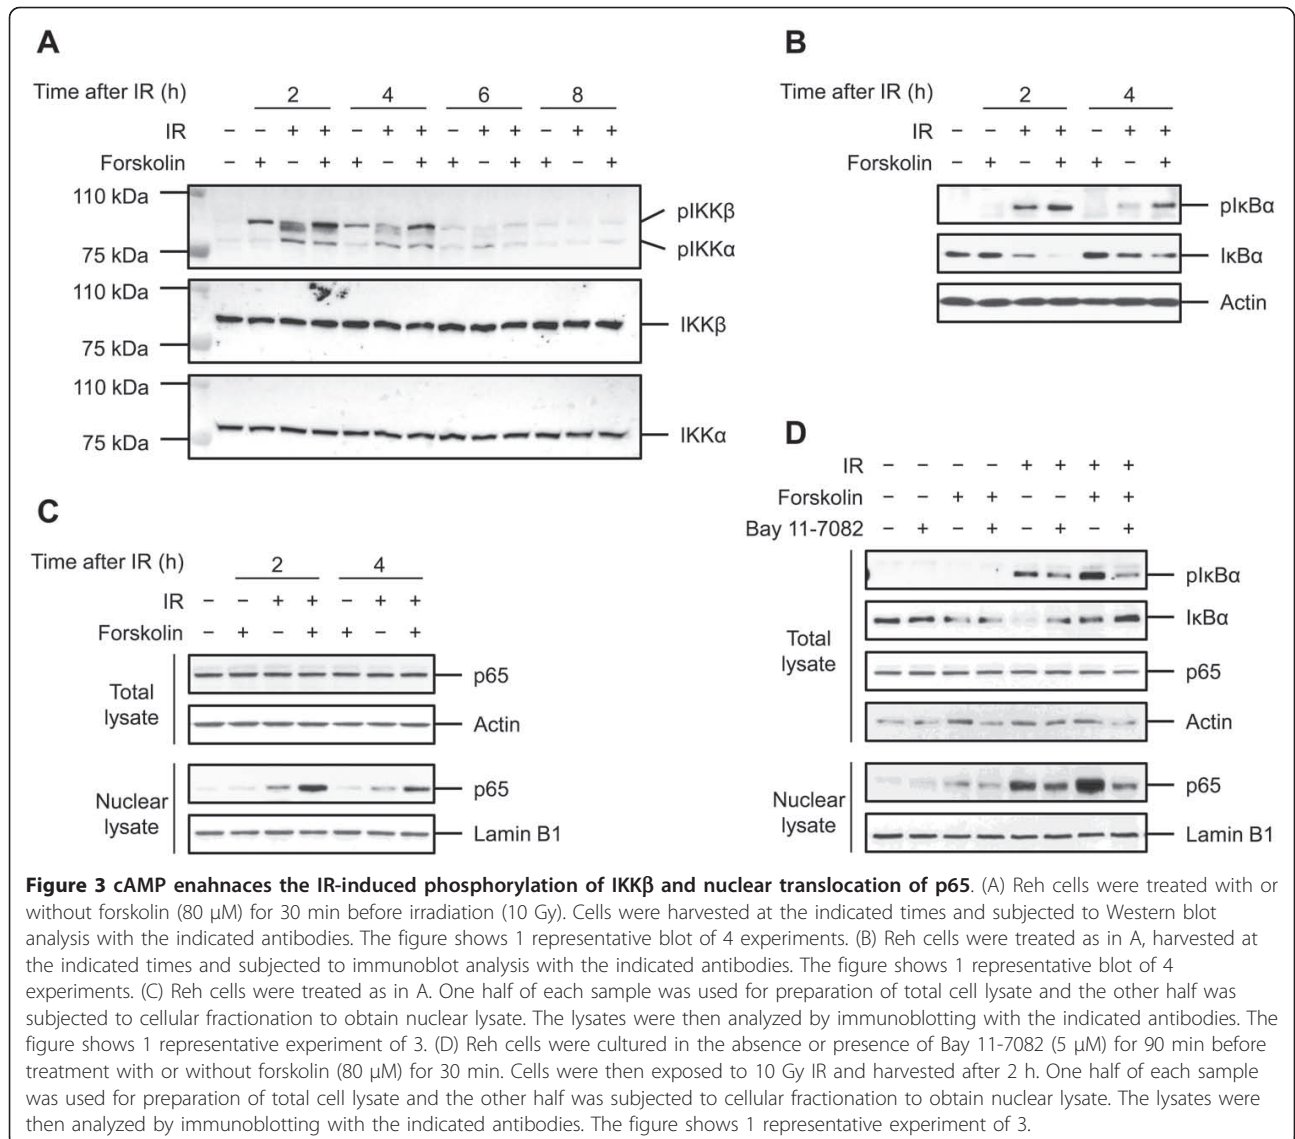 A
Time after IR (h) 2 4 6 8
IR − − + + − + + − + + − + +
Forskolin − + − + + − + + − + + − +
110 kDa
pIKKβ
pIKKα
75 kDa
110 kDa
IKKβ
75 kDa
110 kDa
IKKα
75 kDa
B
Time after IR (h) 2 4
IR − − + + − + +
Forskolin − + − + + − +
pIκBα
IκBα
Actin
C
Time after IR (h) 2 4
IR − − + + − + +
Forskolin − + − + + − +
Total lysate
p65
Actin
Nuclear lysate
p65
Lamin B1
D
IR − − − − + + + +
Forskolin − − + + − − + +
Bay 11-7082 − + − + − + − +
Total lysate
pIκBα
IκBα
p65
Actin
Nuclear lysate
p65
Lamin B1
Figure 3 cAMP enahnaces the IR-induced phosphorylation of IKKβ and nuclear translocation of p65. (A) Reh cells were treated with or
without forskolin (80 μM) for 30 min before irradiation (10 Gy). Cells were harvested at the indicated times and subjected to Western blot
analysis with the indicated antibodies. The figure shows 1 representative blot of 4 experiments. (B) Reh cells were treated as in A, harvested at
the indicated times and subjected to immunoblot analysis with the indicated antibodies. The figure shows 1 representative blot of 4
experiments. (C) Reh cells were treated as in A. One half of each sample was used for preparation of total cell lysate and the other half was
subjected to cellular fractionation to obtain nuclear lysate. The lysates were then analyzed by immunoblotting with the indicated antibodies. The
figure shows 1 representative experiment of 3. (D) Reh cells were cultured in the absence or presence of Bay 11-7082 (5 μM) for 90 min before
treatment with or without forskolin (80 μM) for 30 min. Cells were then exposed to 10 Gy IR and harvested after 2 h. One half of each sample
was used for preparation of total cell lysate and the other half was subjected to cellular fractionation to obtain nuclear lysate. The lysates were
then analyzed by immunoblotting with the indicated antibodies. The figure shows 1 representative experiment of 3.